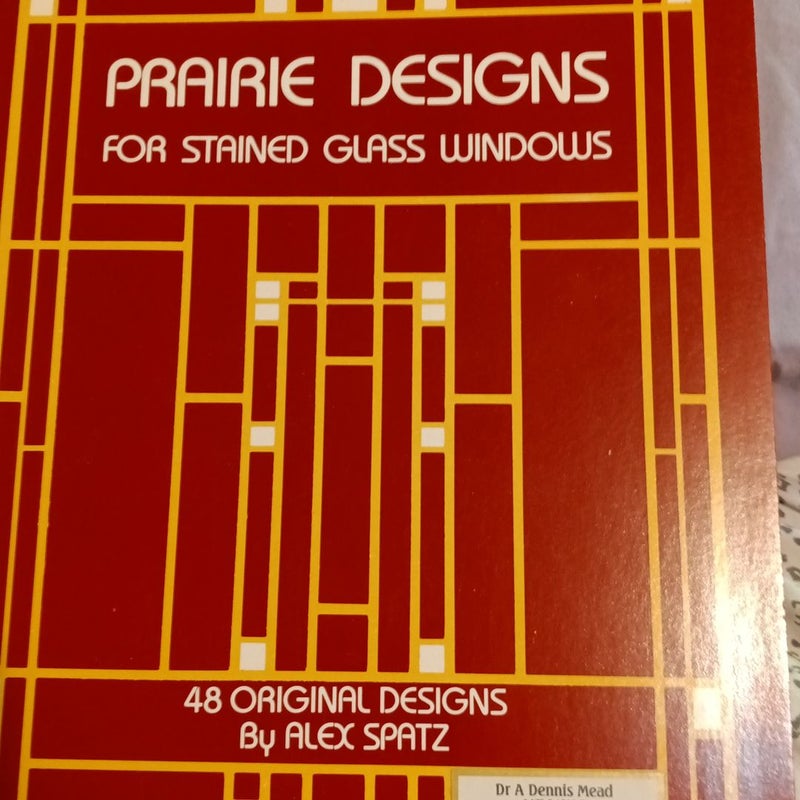 PRAIRIE DESIGNS
FOR STAINED GLASS WINDOWS
48 ORIGINAL DESIGNS
By ALEX SPATZ
Dr A Dennis Mead